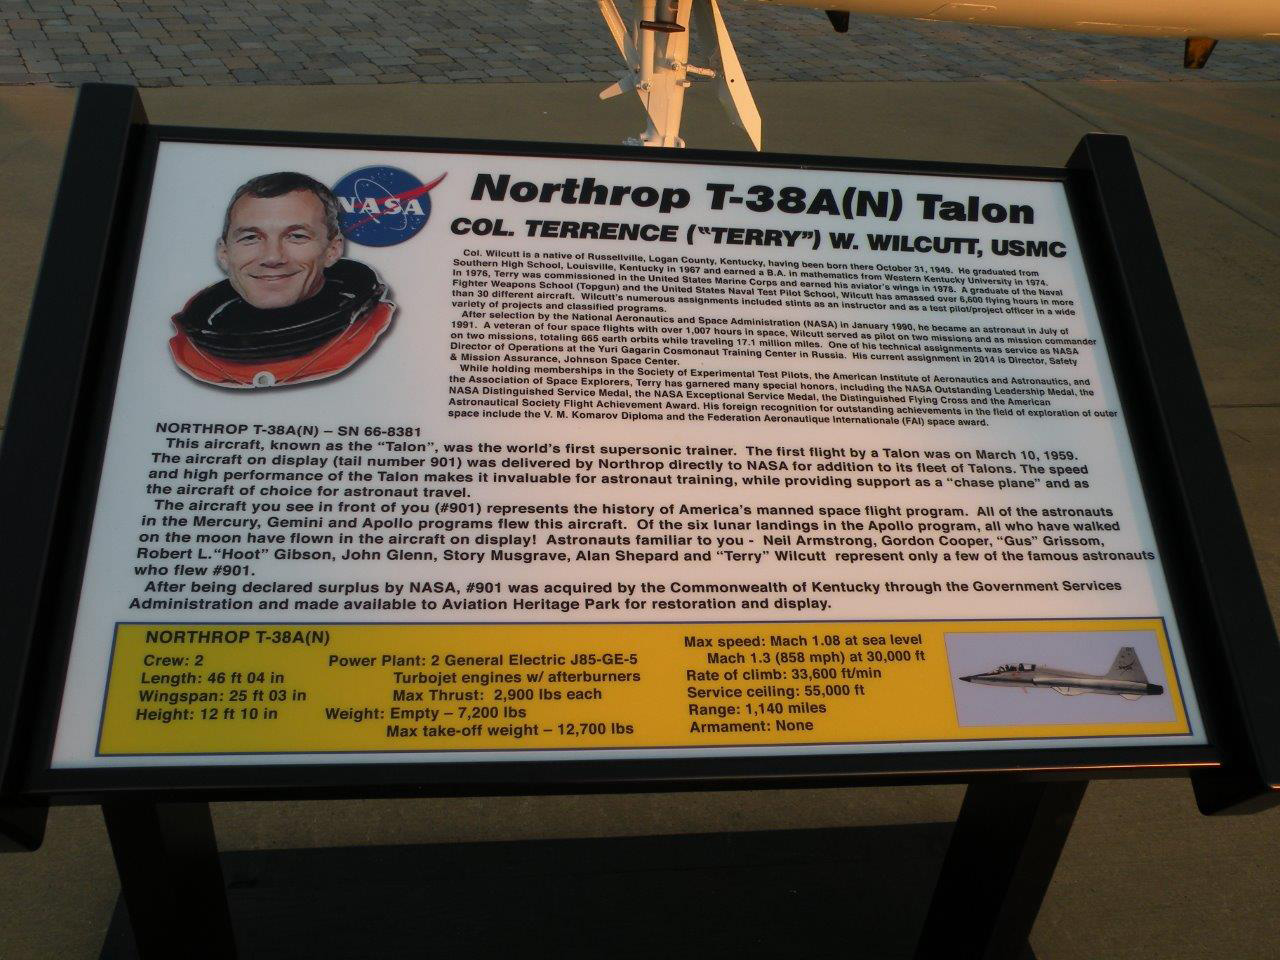 NASA
Northrop T-38A(N) Talon
COL. TERRENCE ("TERRY") W. WILCUTT, USMC
Col. Wilcutt is a native of Russellville, Logan County, Kentucky, having been born there October 31, 1949. He graduated from
Southern High School, Louisville, Kentucky in 1967 and earned a B.A. in mathematics from Western Kentucky University in 1974.
In 1976, Terry was commissioned in the United States Marine Corps and earned his aviator's wings in 1978. A graduate of the Naval
Fighter Weapons School (Topgun) and the United States Naval Test Pilot School, Wilcutt has amassed over 6,600 flying hours in more
than 30 different aircraft. Wilcutt's numerous assignments included stints as an instructor and as a test pilot/project officer in a wide
variety of projects and classified programs.
After selection by the National Aeronautics and Space Administration (NASA) in January 1990, he became an astronaut in July of
1991. A veteran of four space flights with over 1,007 hours in space, Wilcutt served as pilot on two missions and as mission commander
on two missions, totaling 665 earth orbits while traveling 17.1 million miles. One of his technical assignments was service as NASA
Director of Operations at the Yuri Gagarin Cosmonaut Training Center in Russia. His current assignment in 2014 is Director, Safety
& Mission Assurance, Johnson Space Center.
While holding memberships in the Society of Experimental Test Pilots, the American Institute of Aeronautics and Astronautics, and
the Association of Space Explorers, Terry has garnered many special honors, including the NASA Outstanding Leadership Medal, the
NASA Distinguished Service Medal, the NASA Exceptional Service Medal, the Distinguished Flying Cross and the American
Astronautical Society Flight Achievement Award. His foreign recognition for outstanding achievements in the field of exploration of outer
space include the V. M. Komarov Diploma and the Federation Aeronautique Internationale (FAI) space award.
NORTHROP T-38A(N) – SN 66-8381
This aircraft, known as the "Talon", was the world's first supersonic trainer. The first flight by a Talon was on March 10, 1959.
The aircraft on display (tail number 901) was delivered by Northrop directly to NASA for addition to its fleet of Talons. The speed
and high performance of the Talon makes it invaluable for astronaut training, while providing support as a "chase plane" and as
the aircraft of choice for astronaut travel.
The aircraft you see in front of you (#901) represents the history of America's manned space flight program. All of the astronauts
in the Mercury, Gemini and Apollo programs flew this aircraft. Of the six lunar landings in the Apollo program, all who have walked
on the moon have flown in the aircraft on display! Astronauts familiar to you - Neil Armstrong, Gordon Cooper, "Gus" Grissom,
Robert L."Hoot" Gibson, John Glenn, Story Musgrave, Alan Shepard and "Terry" Wilcutt represent only a few of the famous astronauts
who flew #901.
After being declared surplus by NASA, #901 was acquired by the Commonwealth of Kentucky through the Government Services
Administration and made available to Aviation Heritage Park for restoration and display.
NORTHROP T-38A(N)
Crew: 2
Length: 46 ft 04 in
Wingspan: 25 ft 03 in
Height: 12 ft 10 in
Power Plant: 2 General Electric J85-GE-5
Turbojet engines w/ afterburners
Max Thrust: 2,900 lbs each
Weight: Empty – 7,200 lbs
Max take-off weight – 12,700 lbs
Max speed: Mach 1.08 at sea level
Mach 1.3 (858 mph) at 30,000 ft
Rate of climb: 33,600 ft/min
Service ceiling: 55,000 ft
Range: 1,140 miles
Armament: None